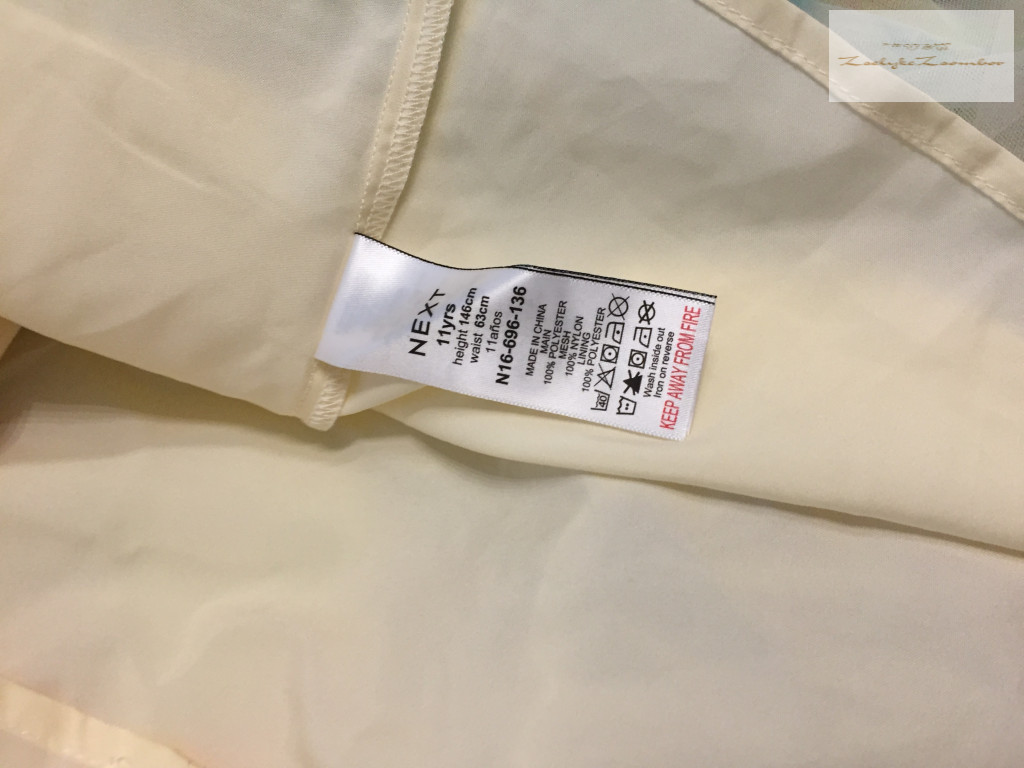 NEXT
11yrs
height 146cm
waist 63cm
11años
N16-696-136
MADE IN CHINA
MAIN
100% POLYESTER
MESH
100% NYLON
LINING
100% POLYESTER
40
Wash inside out
Iron on reverse
KEEP AWAY FROM FIRE